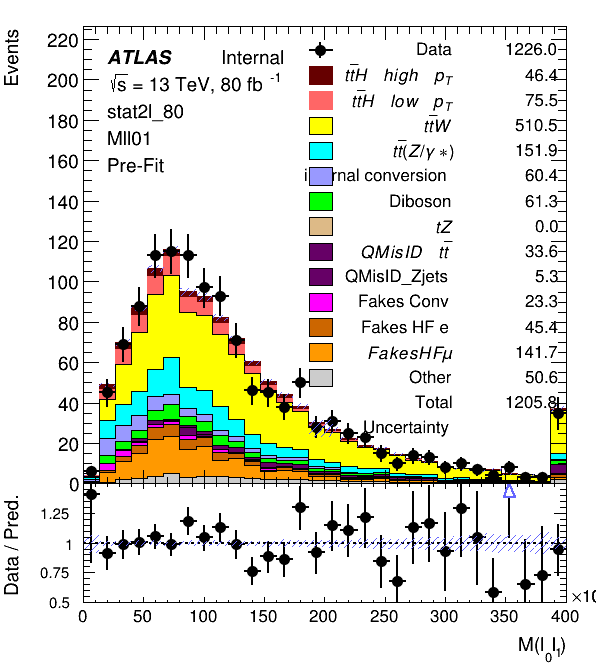 Events
220
200
180
160
140
120
100
80
60
40
20
0
ATLAS Internal
√s = 13 TeV, 80 fb⁻¹
stat2l_80
Mll01
Pre-Fit
Data 1226.0
tt̄H high p_T 46.4
tt̄H low p_T 75.5
tt̄W 510.5
tt̄(Z/γ*) 151.9
rnal conversion 60.4
Diboson 61.3
tZ 0.0
QMisID tt̄ 33.6
QMisID_Zjets 5.3
Fakes Conv 23.3
Fakes HF e 45.4
FakesHFμ 141.7
Other 50.6
Total 1205.8
Uncertainty
Data / Pred.
1.25
1
0.75
0.5
0 50 100 150 200 250 300 350 400
×10
M(l₀l₁)